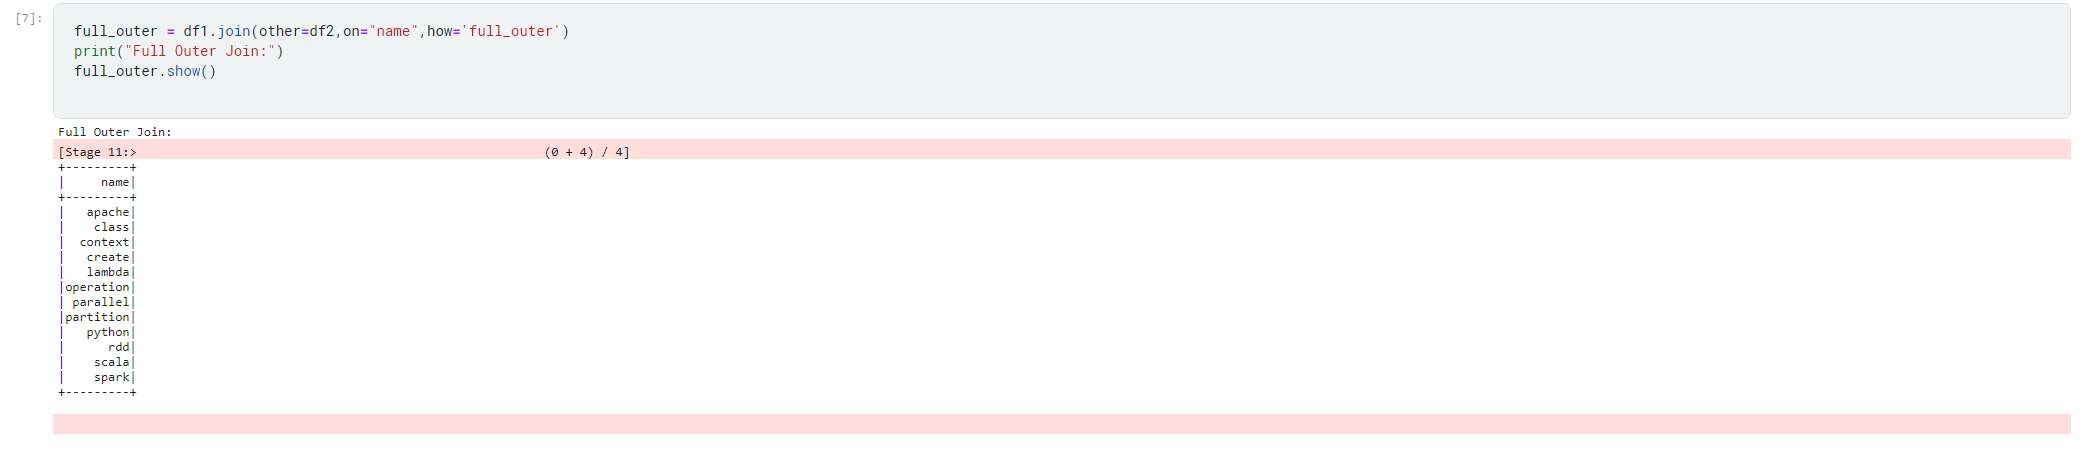 [7]:
full_outer = df1.join(other=df2,on="name",how='full_outer')
print("Full Outer Join:")
full_outer.show()
Full Outer Join:
[Stage 11:>                                                         (0 + 4) / 4]
+---------+
|     name|
+---------+
|   apache|
|    class|
|  context|
|   create|
|   lambda|
|operation|
| parallel|
|partition|
|   python|
|      rdd|
|    scala|
|    spark|
+---------+